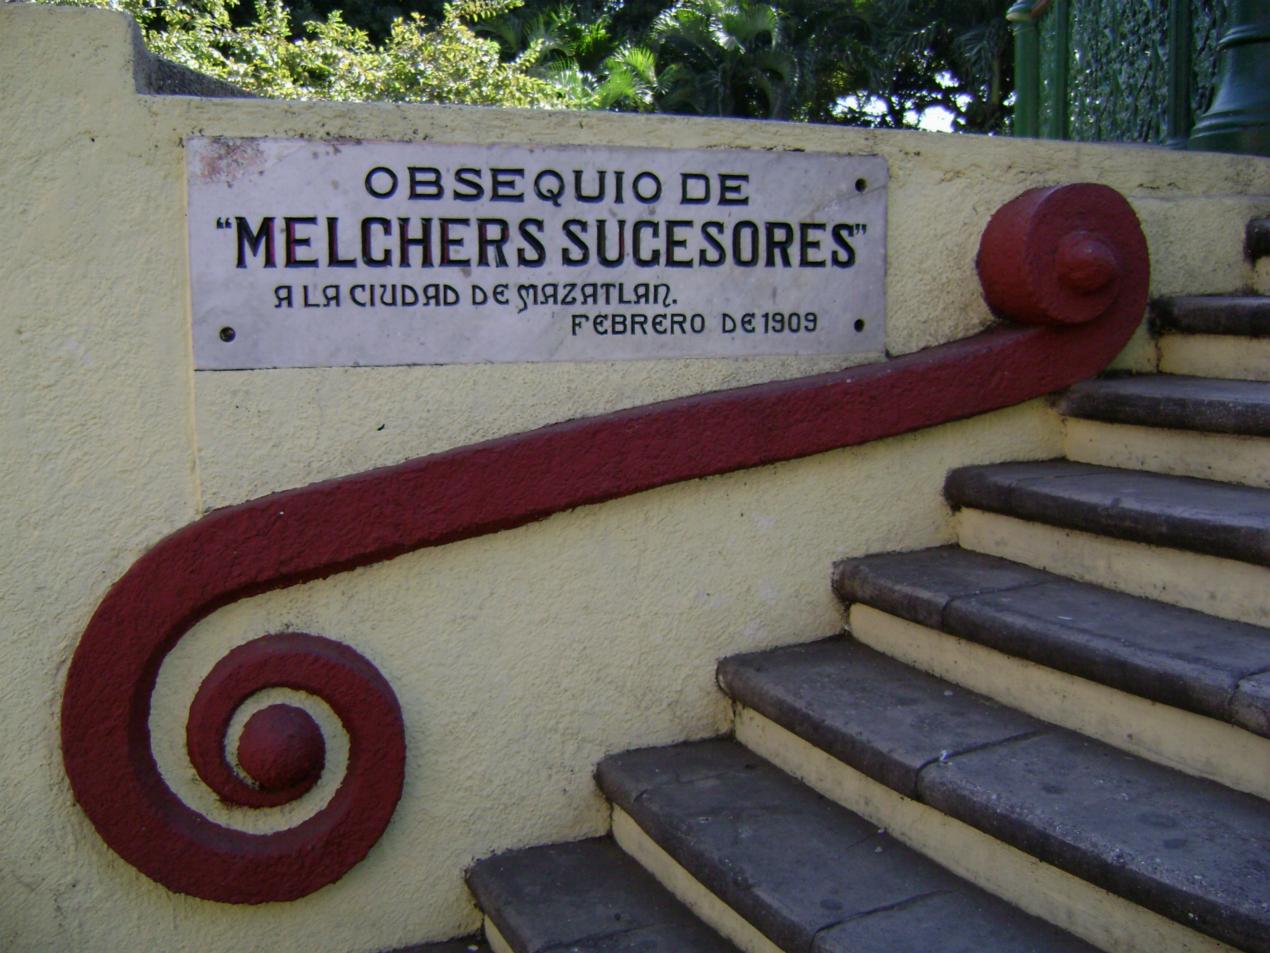 OBSEQUIO DE
“MELCHERS SUCESORES”
A LA CIUDAD DE MAZATLAN.
FEBRERO DE 1909